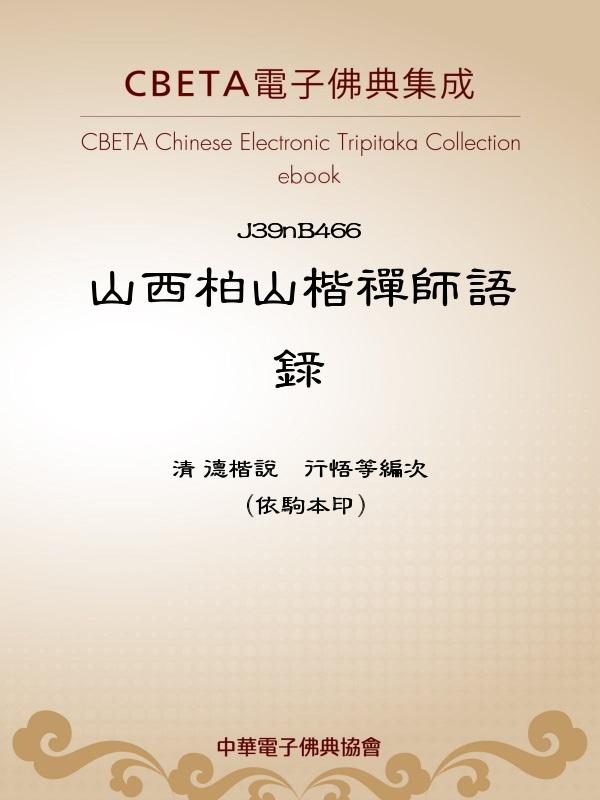 CBETA電子佛典集成
CBETA Chinese Electronic Tripitaka Collection
ebook
J39nB466
山西柏山楷禪師語
錄
清 德楷說　行悟等編次
（依駒本印）
中華電子佛典協會